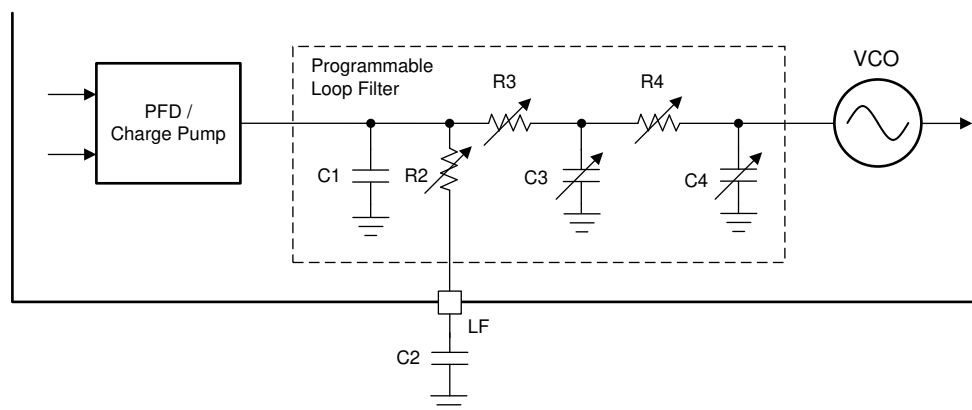 Programmable
Loop Filter
VCO
R3
R4
PFD /
Charge Pump
C1
R2
C3
C4
LF
C2